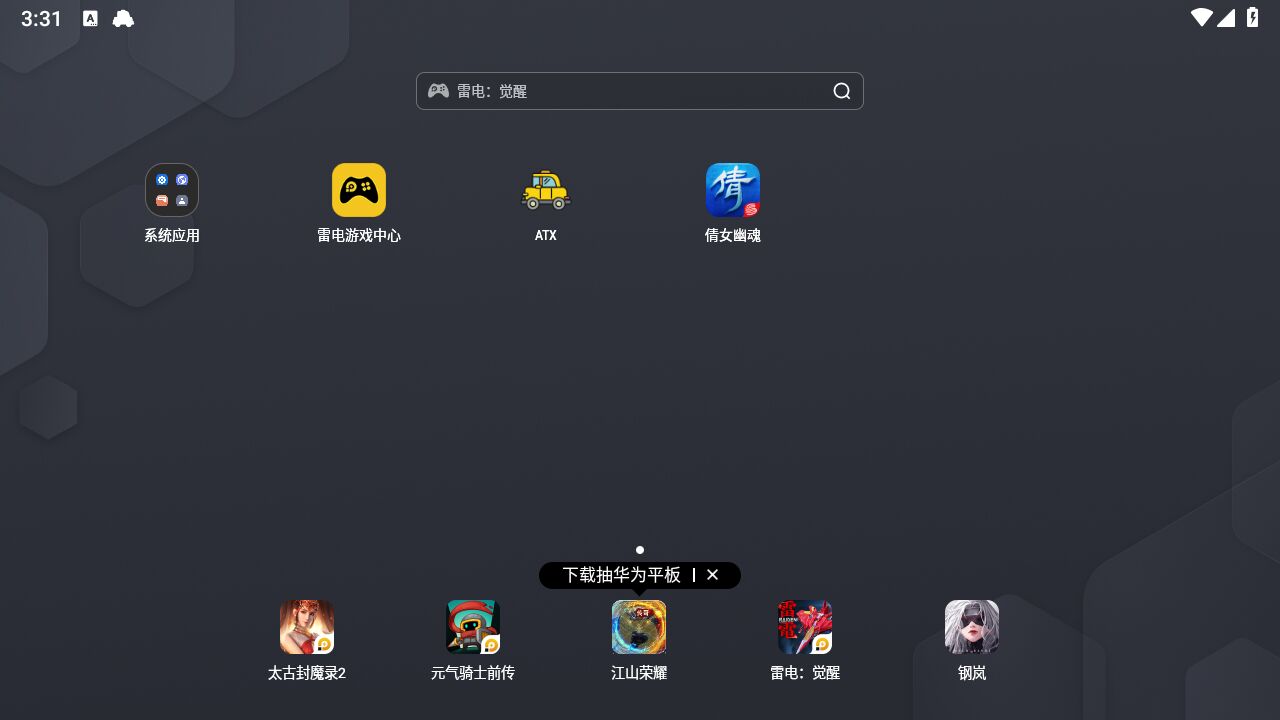 3:31
雷电：觉醒
系统应用
雷电游戏中心
ATX
倩女幽魂
下载抽华为平板
太古封魔录2
元气骑士前传
江山荣耀
雷电：觉醒
钢岚